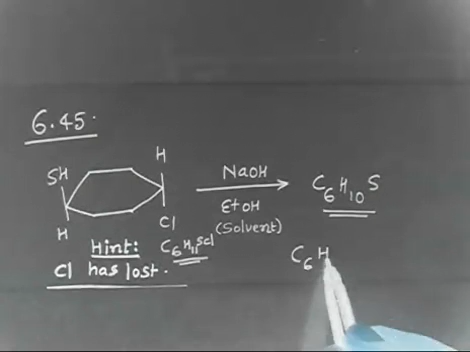 6.45.
H
SH
NaOH
C6H10S
EtOH
Cl
(Solvent)
H
Hint:
C6H11SCl
C6H
Cl has lost.